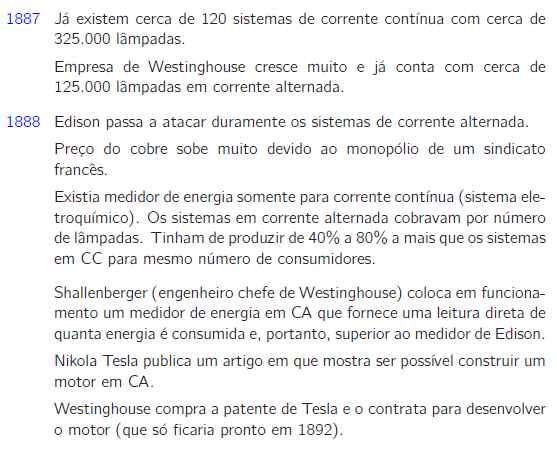 1887 Já existem cerca de 120 sistemas de corrente contínua com cerca de
325.000 lâmpadas.
Empresa de Westinghouse cresce muito e já conta com cerca de
125.000 lâmpadas em corrente alternada.
1888 Edison passa a atacar duramente os sistemas de corrente alternada.
Preço do cobre sobe muito devido ao monopólio de um sindicato
francês.
Existia medidor de energia somente para corrente contínua (sistema ele-
troquímico). Os sistemas em corrente alternada cobravam por número
de lâmpadas. Tinham de produzir de 40% a 80% a mais que os sistemas
em CC para mesmo número de consumidores.
Shallenberger (engenheiro chefe de Westinghouse) coloca em funciona-
mento um medidor de energia em CA que fornece uma leitura direta de
quanta energia é consumida e, portanto, superior ao medidor de Edison.
Nikola Tesla publica um artigo em que mostra ser possível construir um
motor em CA.
Westinghouse compra a patente de Tesla e o contrata para desenvolver
o motor (que só ficaria pronto em 1892).